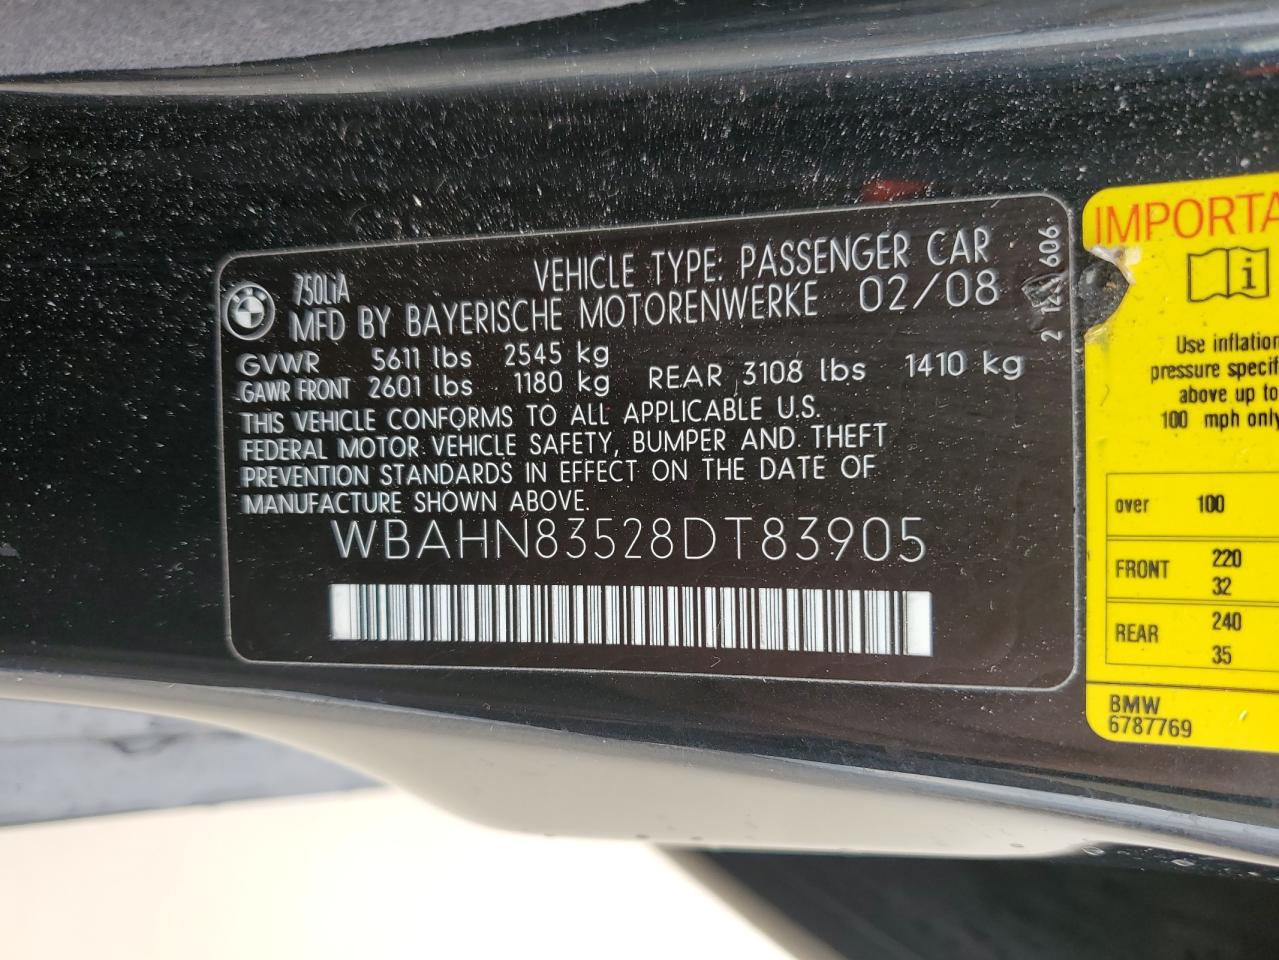 BMW
750LiA
VEHICLE TYPE: PASSENGER CAR
MFD BY BAYERISCHE MOTORENWERKE 02/08
GVWR 5611 lbs 2545 kg
GAWR FRONT 2601 lbs 1180 kg REAR 3108 lbs 1410 kg
THIS VEHICLE CONFORMS TO ALL APPLICABLE U.S.
FEDERAL MOTOR VEHICLE SAFETY, BUMPER AND THEFT
PREVENTION STANDARDS IN EFFECT ON THE DATE OF
MANUFACTURE SHOWN ABOVE.
WBAHN83528DT83905
606
IMPORTA
i
Use inflation
pressure specif
above up to
100 mph only
over 100
FRONT 220
32
REAR 240
35
BMW
6787769